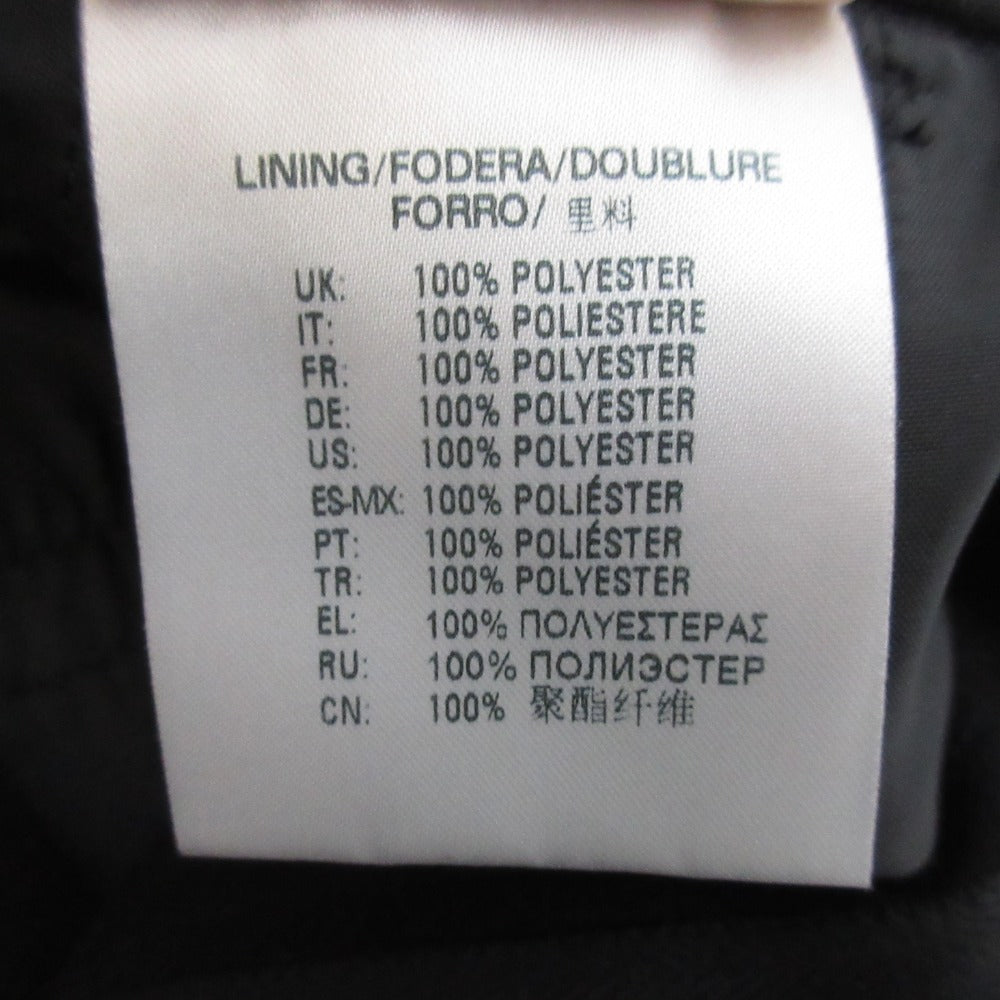 LINING/FODERA/DOUBLURE
FORRO/ 里料
UK: 100% POLYESTER
IT: 100% POLIESTERE
FR: 100% POLYESTER
DE: 100% POLYESTER
US: 100% POLYESTER
ES-MX: 100% POLIÉSTER
PT: 100% POLIÉSTER
TR: 100% POLYESTER
EL: 100% ΠΟΛΥΕΣΤΕΡΑΣ
RU: 100% ПОЛИЭСТЕР
CN: 100% 聚酯纤维